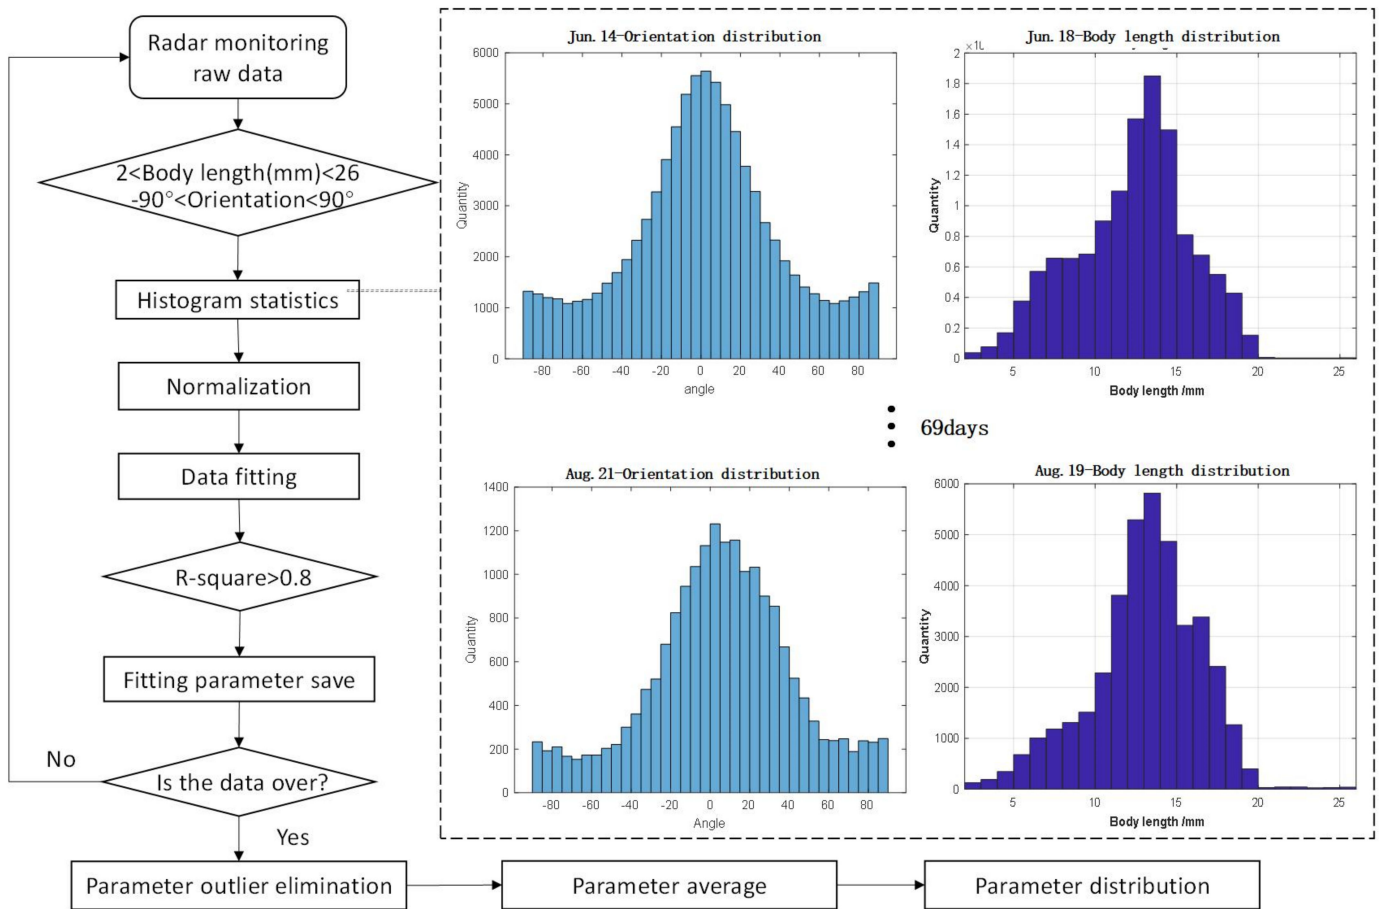 Radar monitoring
raw data
2<Body length(mm)<26
-90°<Orientation<90°
Histogram statistics
Normalization
Data fitting
R-square>0.8
Fitting parameter save
Is the data over?
No
Yes
Parameter outlier elimination
Parameter average
Parameter distribution
Jun.14-Orientation distribution
6000
5000
4000
3000
2000
1000
0
Quantity
-80 -60 -40 -20 0 20 40 60 80
angle
Jun.18-Body length distribution
2
1.8
1.6
1.4
1.2
1
0.8
0.6
0.4
0.2
0
Quantity
5 10 15 20 25
Body length /mm
69days
Aug.21-Orientation distribution
1400
1200
1000
800
600
400
200
0
Quantity
-80 -60 -40 -20 0 20 40 60 80
Angle
Aug.19-Body length distribution
6000
5000
4000
3000
2000
1000
0
Quantity
5 10 15 20 25
Body length /mm